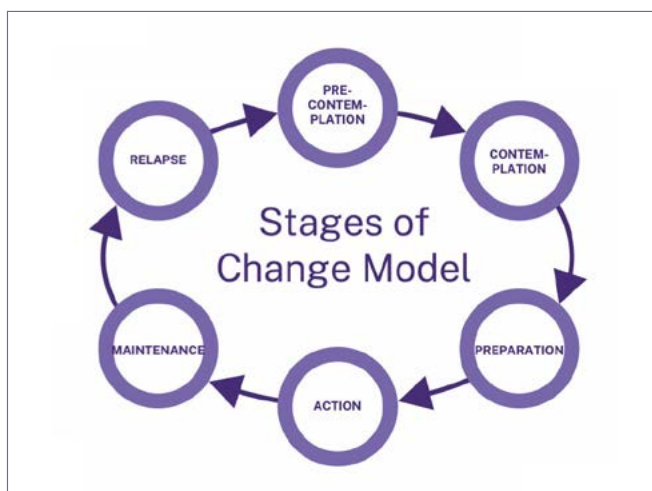 PRE-
CONTEM-
PLATION
CONTEM-
PLATION
RELAPSE
Stages of
Change Model
MAINTENANCE
PREPARATION
ACTION